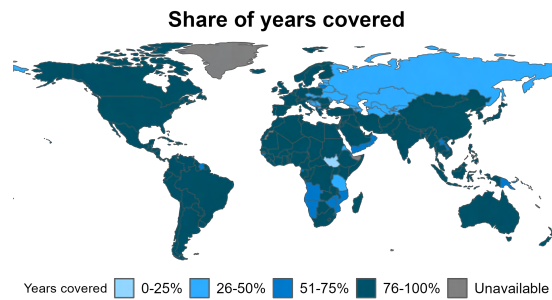 Share of years covered
Years covered 0-25% 26-50% 51-75% 76-100% Unavailable